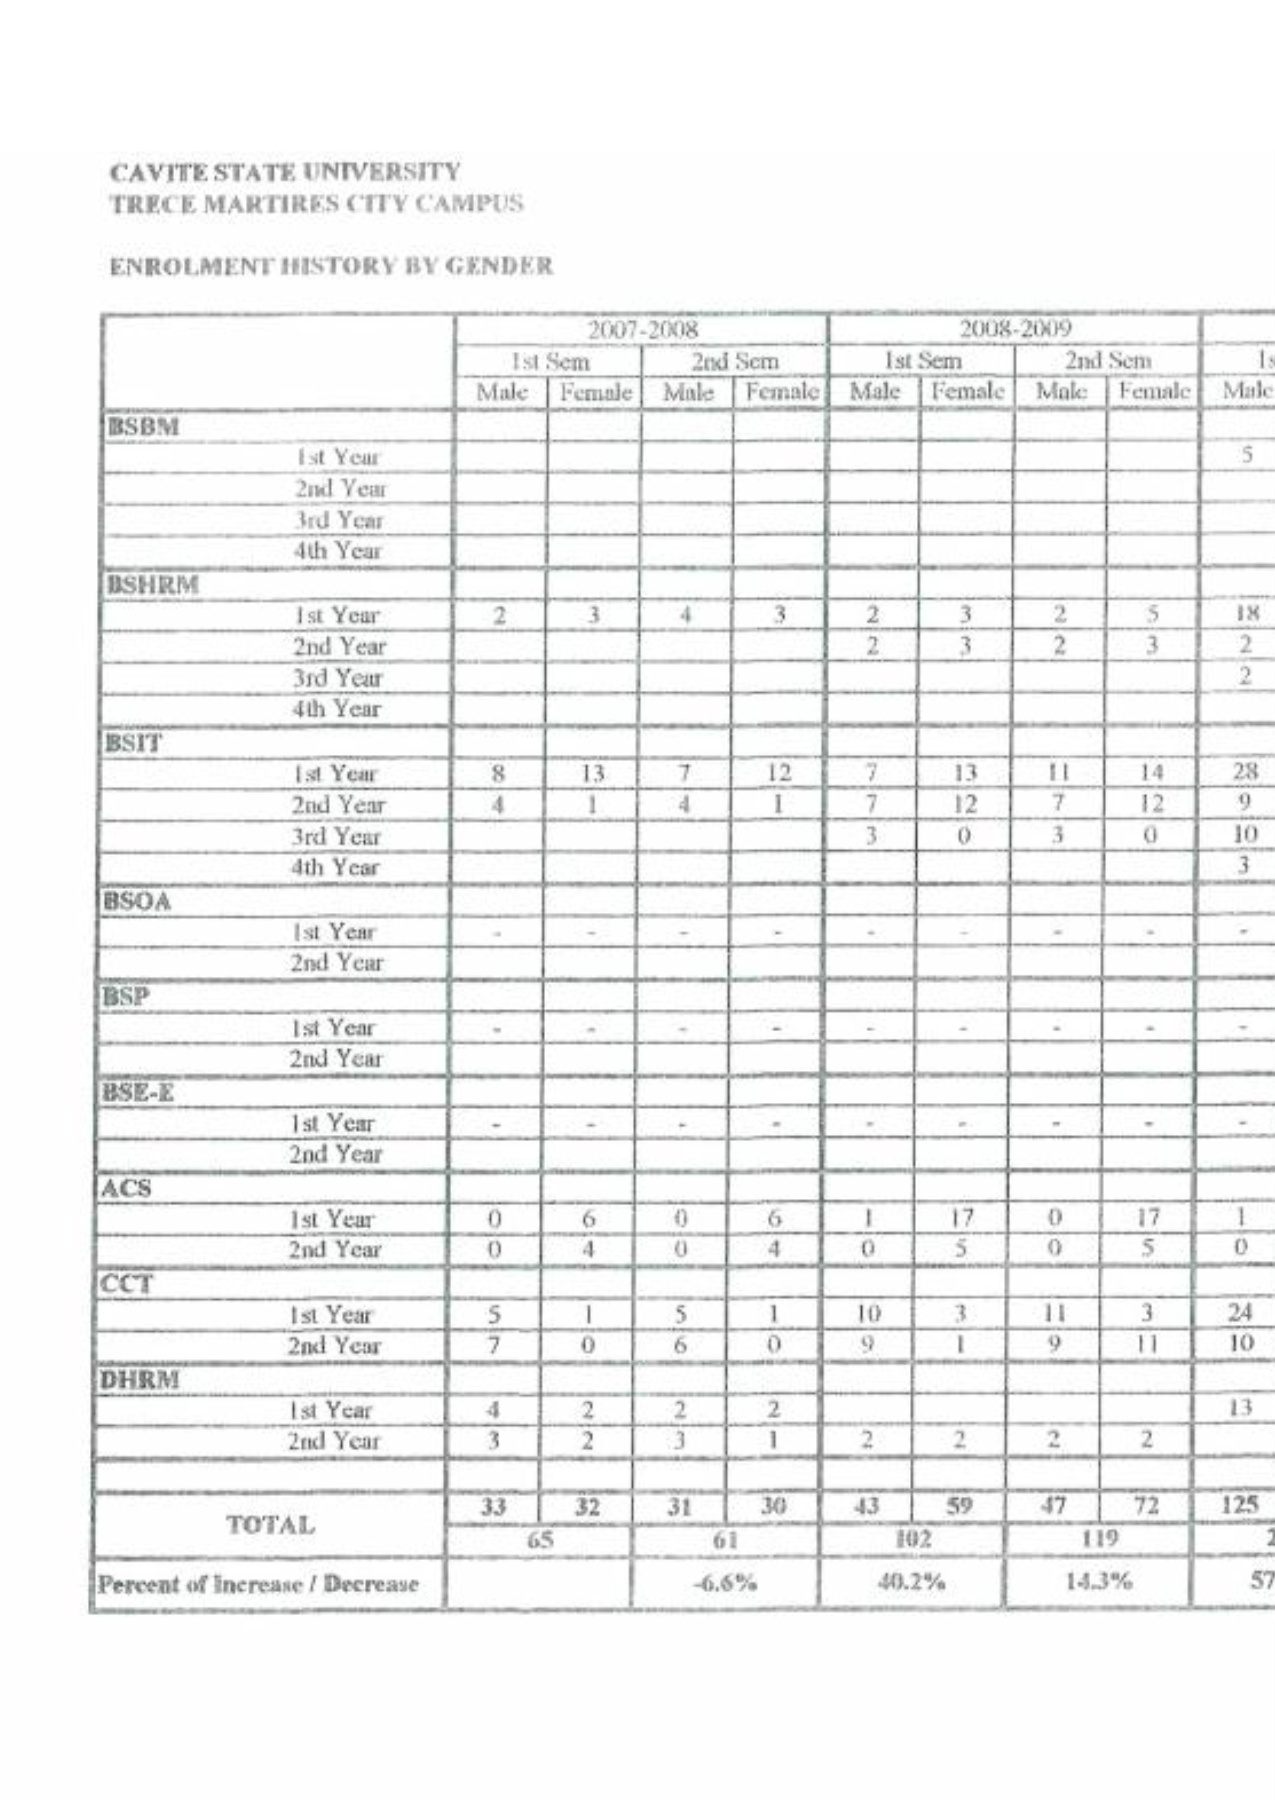 CAVITE STATE UNIVERSITY
TRECE MARTIRES CITY CAMPUS
ENROLMENT HISTORY BY GENDER
2007-2008 2008-2009
1st Sem 2nd Sem 1st Sem 2nd Sem 1s
Male Female Male Female Male Female Male Female Male
BSBM
1st Year 5
2nd Year
3rd Year
4th Year
BSHRM
1st Year 2 3 4 3 2 3 2 5 18
2nd Year 2 3 2 3 2
3rd Year 2
4th Year
BSIT
1st Year 8 13 7 12 7 13 11 14 28
2nd Year 4 1 4 1 7 12 7 12 9
3rd Year 3 0 3 0 10
4th Year 3
BSOA
1st Year - - - - - - - - -
2nd Year
BSP
1st Year - - - - - - - - -
2nd Year
BSE-E
1st Year - - - - - - - - -
2nd Year
ACS
1st Year 0 6 0 6 1 17 0 17 1
2nd Year 0 4 0 4 0 5 0 5 0
CCT
1st Year 5 1 5 1 10 3 11 3 24
2nd Year 7 0 6 0 9 1 9 11 10
DHRM
1st Year 4 2 2 2 13
2nd Year 3 2 3 1 2 2 2 2
TOTAL 33 32 31 30 43 59 47 72 125
65 61 102 119 2
Percent of Increase / Decrease -6.6% 40.2% 14.3% 57